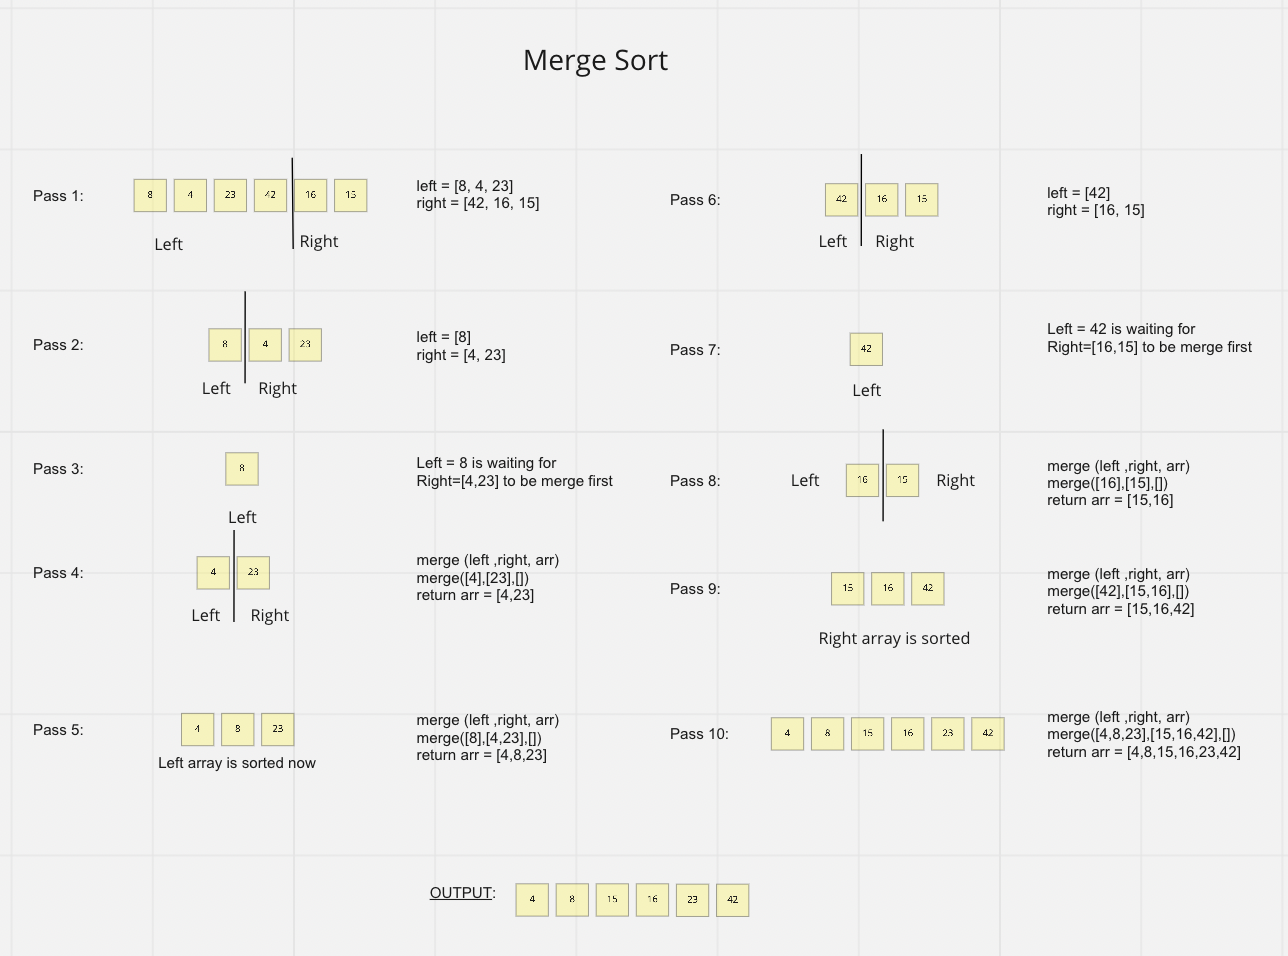 Merge Sort
Pass 1:
8 4 23 42 16 15
Left Right
left = [8, 4, 23]
right = [42, 16, 15]
Pass 2:
8 4 23
Left Right
left = [8]
right = [4, 23]
Pass 3:
8
Left
Left = 8 is waiting for
Right=[4,23] to be merge first
Pass 4:
4 23
Left Right
merge (left ,right, arr)
merge([4],[23],[])
return arr = [4,23]
Pass 5:
4 8 23
Left array is sorted now
merge (left ,right, arr)
merge([8],[4,23],[])
return arr = [4,8,23]
Pass 6:
42 16 15
Left Right
left = [42]
right = [16, 15]
Pass 7:
42
Left
Left = 42 is waiting for
Right=[16,15] to be merge first
Pass 8:
Left 16 15 Right
merge (left ,right, arr)
merge([16],[15],[])
return arr = [15,16]
Pass 9:
15 16 42
Right array is sorted
merge (left ,right, arr)
merge([42],[15,16],[])
return arr = [15,16,42]
Pass 10:
4 8 15 16 23 42
merge (left ,right, arr)
merge([4,8,23],[15,16,42],[])
return arr = [4,8,15,16,23,42]
OUTPUT: 4 8 15 16 23 42